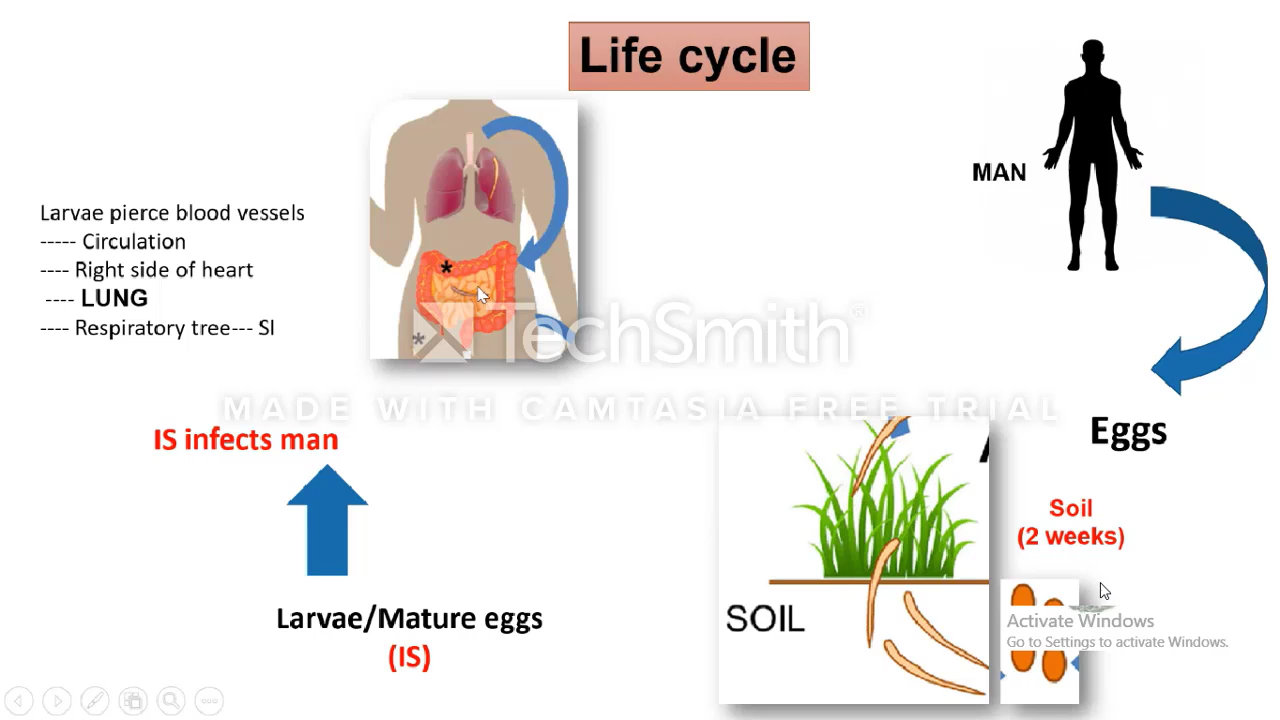 Life cycle
MAN
Larvae pierce blood vessels
----- Circulation
---- Right side of heart
---- LUNG
---- Respiratory tree--- SI
*
*
TechSmith®
MADE WITH CAMTASIA FREE TRIAL
IS infects man
Eggs
Soil
(2 weeks)
SOIL
Larvae/Mature eggs
(IS)
Activate Windows
Go to Settings to activate Windows.